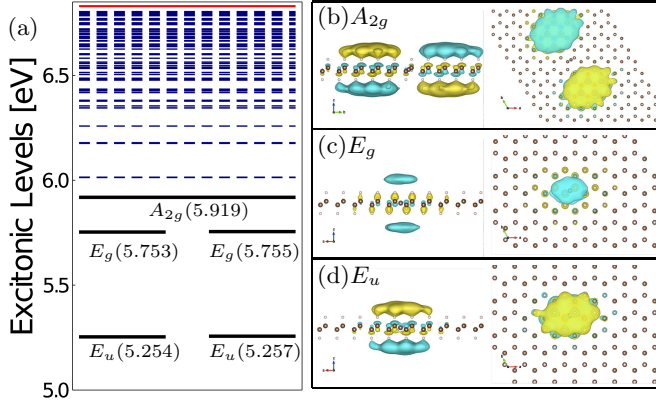 (a)
Excitonic Levels [eV]
6.5
6.0
5.5
5.0
A2g(5.919)
Eg(5.753)
Eg(5.755)
Eu(5.254)
Eu(5.257)
(b) A2g
(c) Eg
(d) Eu